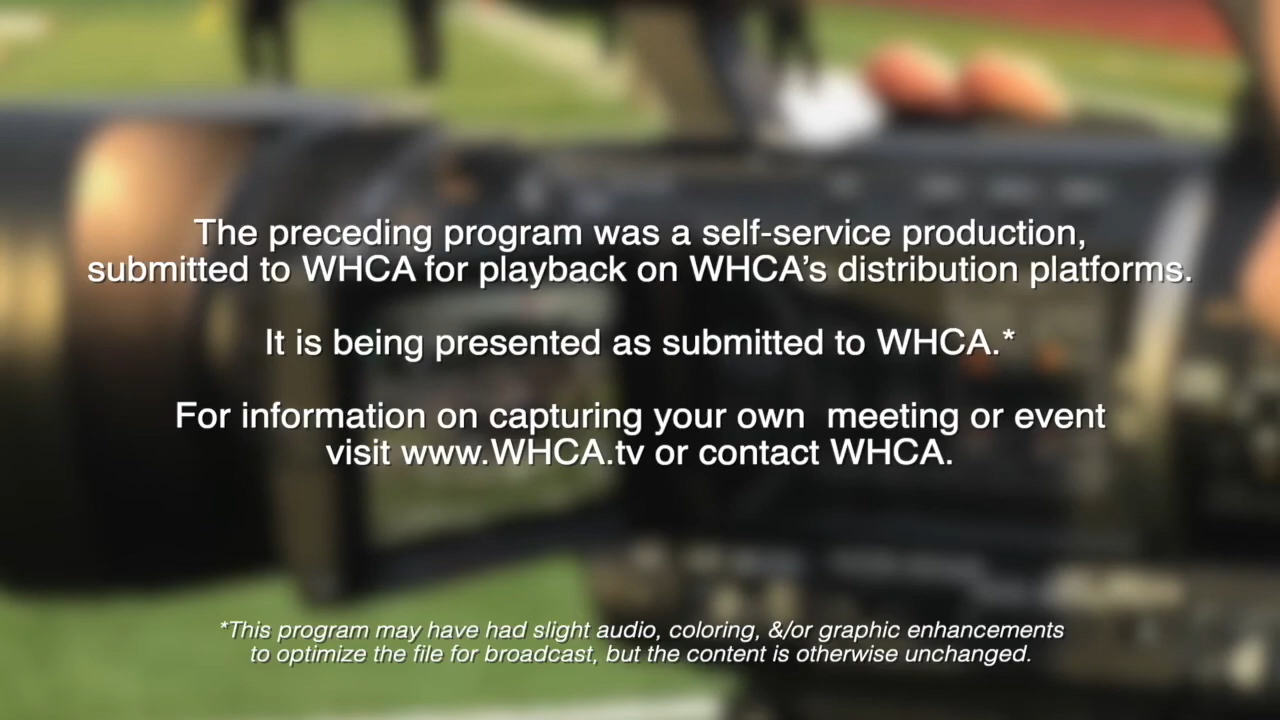 The preceding program was a self-service production,
submitted to WHCA for playback on WHCA’s distribution platforms.
It is being presented as submitted to WHCA.*
For information on capturing your own  meeting or event
visit www.WHCA.tv or contact WHCA.
*This program may have had slight audio, coloring, &/or graphic enhancements
to optimize the file for broadcast, but the content is otherwise unchanged.